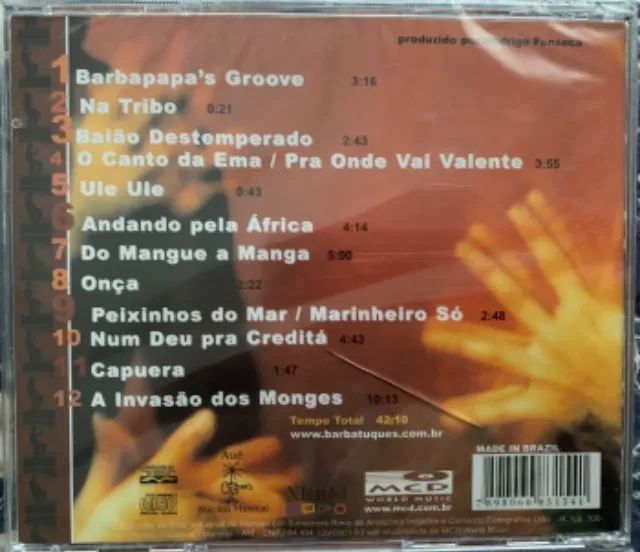 produzido por Rodrigo Fonseca
1 Barbapapa's Groove 3:16
2 Na Tribo 0:21
3 Baião Destemperado 2:43
4 O Canto da Ema / Pra Onde Vai Valente 3:55
5 Ule Ule 0:43
6 Andando pela África 4:14
7 Do Mangue a Manga 5:00
8 Onça 2:22
9 Peixinhos do Mar / Marinheiro Só 2:48
10 Num Deu pra Creditá 4:43
11 Capuera 1:47
12 A Invasão dos Monges 10:13
Tempo Total 42:10
www.barbatuques.com.br
MADE IN BRAZIL
Auê
Núcleo Musical
MCD
WORLD MUSIC
www.mcd.com.br
7898060031341